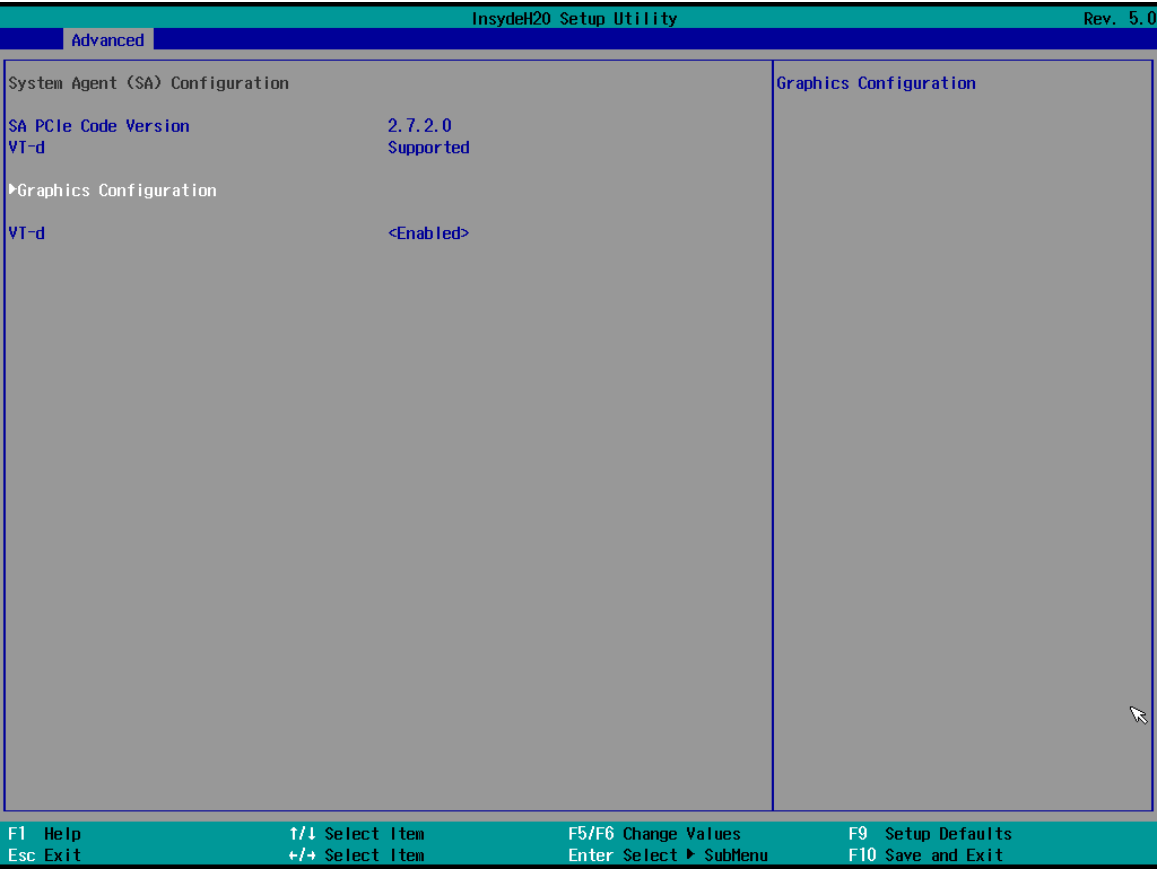 InsydeH20 Setup Utility Rev. 5.0
Advanced
System Agent (SA) Configuration
Graphics Configuration
SA PCIe Code Version 2.7.2.0
VT-d Supported
▶Graphics Configuration
VT-d <Enabled>
F1 Help ↑/↓ Select Item F5/F6 Change Values F9 Setup Defaults
Esc Exit ←/→ Select Item Enter Select ▶ SubMenu F10 Save and Exit